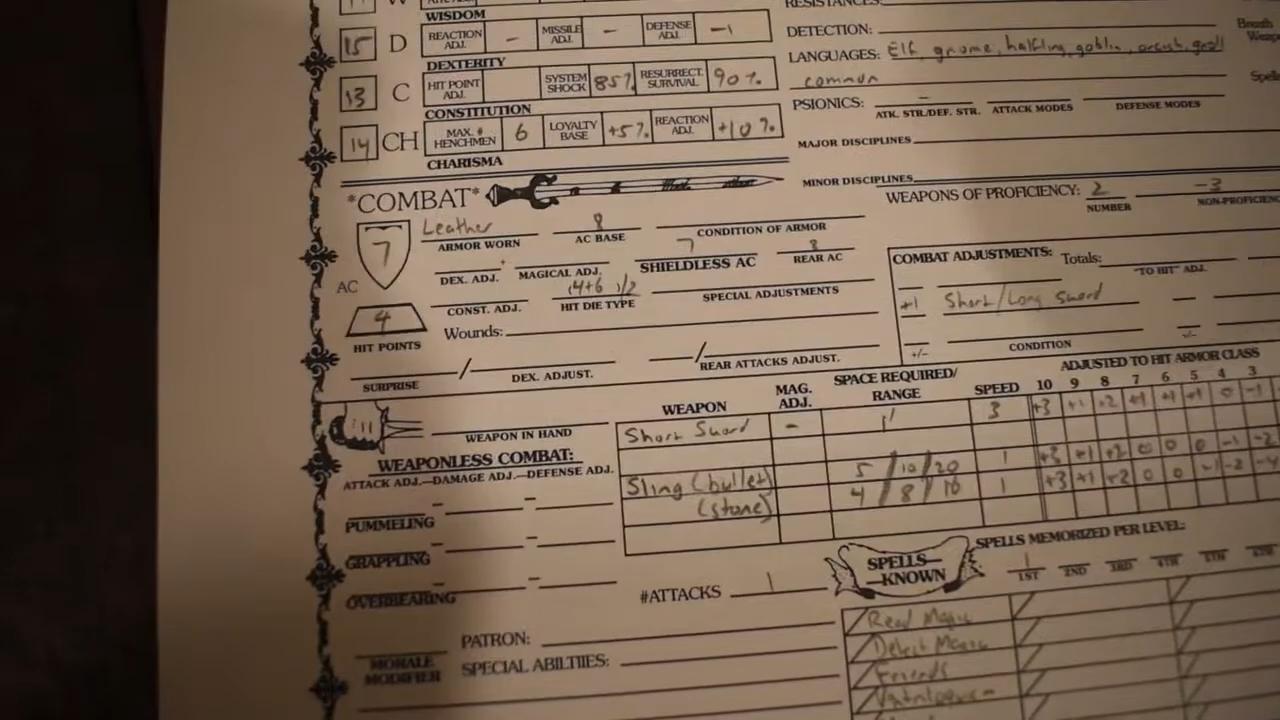 WISDOM
RESISTANCES:
15 D REACTION ADJ. - MISSILE ADJ. - DEFENSE ADJ. -1
DETECTION:
Breath
DEXTERITY
LANGUAGES: Elf, gnome, halfling, goblin, orcish, gnoll
common
13 C HIT POINT ADJ. SYSTEM SHOCK 85% RESURRECT. SURVIVAL 90%
CONSTITUTION
PSIONICS: -
ATK. STR./DEF. STR. ATTACK MODES DEFENSE MODES
14 CH MAX. # HENCHMEN 6 LOYALTY BASE +5% REACTION ADJ. +10%
CHARISMA
MAJOR DISCIPLINES
MINOR DISCIPLINES
*COMBAT*
WEAPONS OF PROFICIENCY: 2 -3
NUMBER
7 Leather 8
ARMOR WORN AC BASE CONDITION OF ARMOR
7 8
DEX. ADJ. MAGICAL ADJ. SHIELDLESS AC REAR AC
AC
COMBAT ADJUSTMENTS: Totals:
"TO HIT" ADJ.
CONST. ADJ. HIT DIE TYPE SPECIAL ADJUSTMENTS
+1 Short/Long sword
4 Wounds:
HIT POINTS
+/- CONDITION +/-
SURPRISE / DEX. ADJUST. / REAR ATTACKS ADJUST.
ADJUSTED TO HIT ARMOR CLASS
WEAPON MAG. ADJ. SPACE REQUIRED/ RANGE SPEED 10 9 8 7 6 5 4 3
WEAPON IN HAND
Short Sword - 1' 3 +3 +1 +2 +1 +1 +1 0 -1
WEAPONLESS COMBAT:
ATTACK ADJ.—DAMAGE ADJ—DEFENSE ADJ.
Sling (bullet) 5/10/20 1 +3 +1 +2 0 0 0 -1 -2
(stone) 4/8/16 1 +3 +1 +2 0 0 -1 -2 -4
PUMMELING
GRAPPLING
OVERBEARING
#ATTACKS 1
SPELLS KNOWN
SPELLS MEMORIZED PER LEVEL:
1
1ST 2ND 3RD 4TH 5TH 6TH
PATRON:
MORALE MODIFIER
SPECIAL ABILTIIES:
Read Magic
Detect Magic
Friends
Ventriloquism